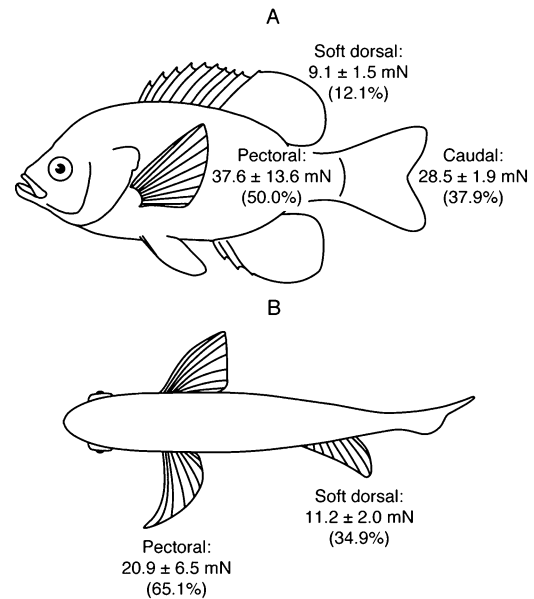 A
Soft dorsal:
9.1 ± 1.5 mN
(12.1%)
Pectoral:
37.6 ± 13.6 mN
(50.0%)
Caudal:
28.5 ± 1.9 mN
(37.9%)
B
Soft dorsal:
11.2 ± 2.0 mN
(34.9%)
Pectoral:
20.9 ± 6.5 mN
(65.1%)